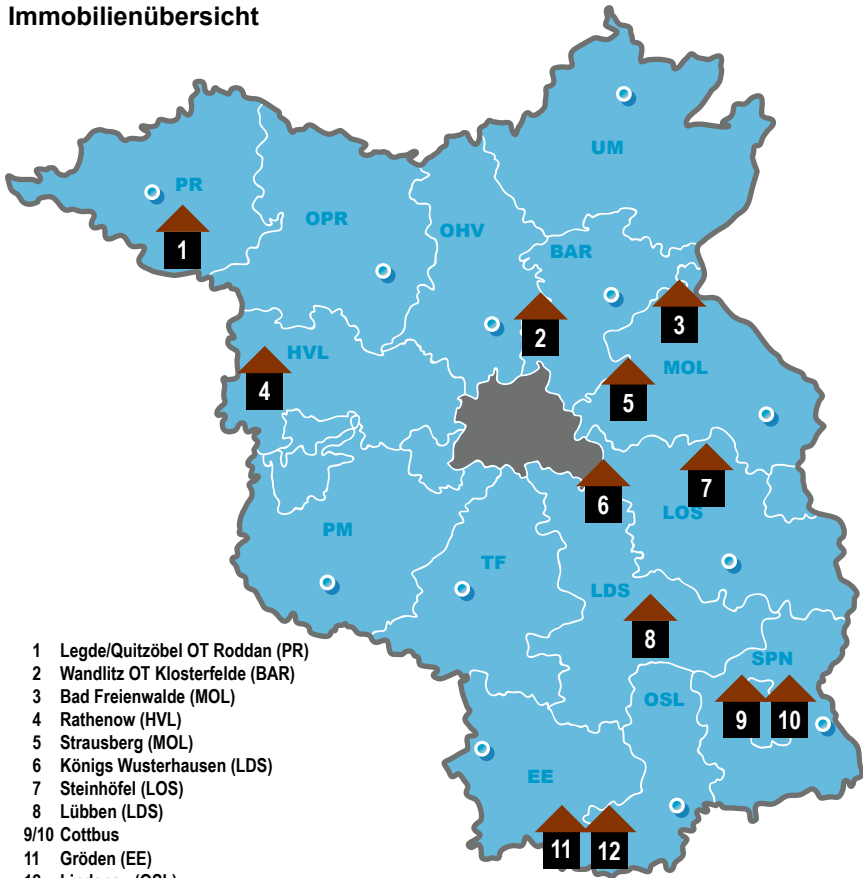 Immobilienübersicht
UM
PR
OPR
OHV
BAR
1
2
3
HVL
MOL
4
5
6
7
LOS
PM
TF
LDS
8
SPN
OSL
9
10
EE
11
12
1 Legde/Quitzöbel OT Roddan (PR)
2 Wandlitz OT Klosterfelde (BAR)
3 Bad Freienwalde (MOL)
4 Rathenow (HVL)
5 Strausberg (MOL)
6 Königs Wusterhausen (LDS)
7 Steinhöfel (LOS)
8 Lübben (LDS)
9/10 Cottbus
11 Gröden (EE)